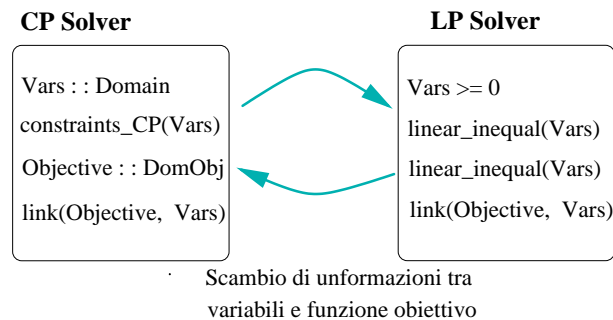 CP Solver
Vars : : Domain
constraints_CP(Vars)
Objective : : DomObj
link(Objective, Vars)
LP Solver
Vars >= 0
linear_inequal(Vars)
linear_inequal(Vars)
link(Objective, Vars)
Scambio di unformazioni tra
variabili e funzione obiettivo